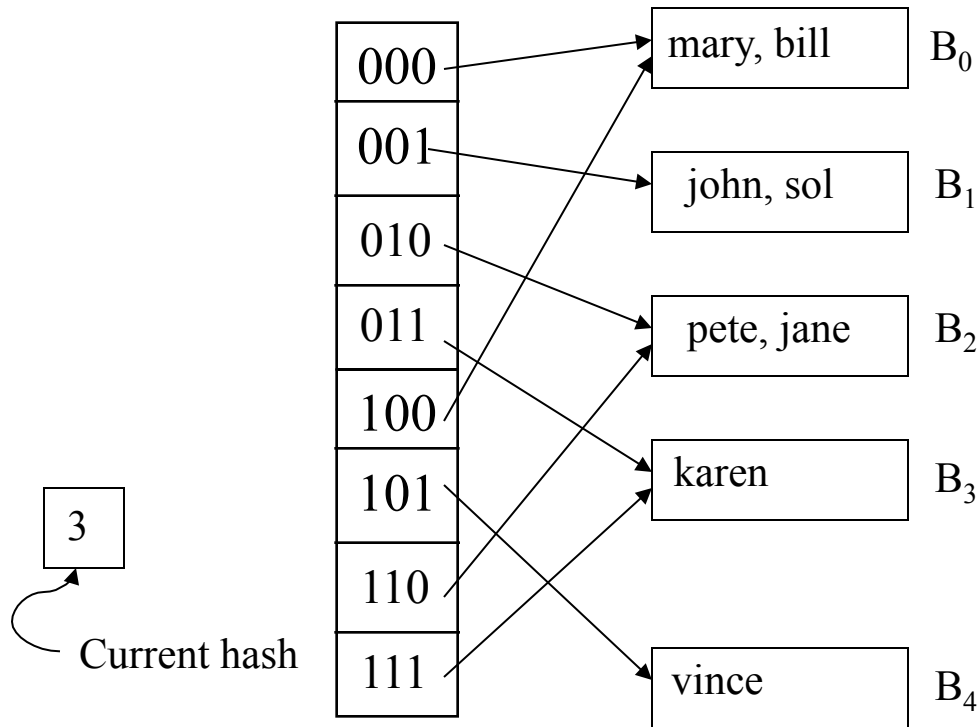 000
001
010
011
100
101
110
111
mary, bill B₀
john, sol B₁
pete, jane B₂
karen B₃
vince B₄
3
Current hash